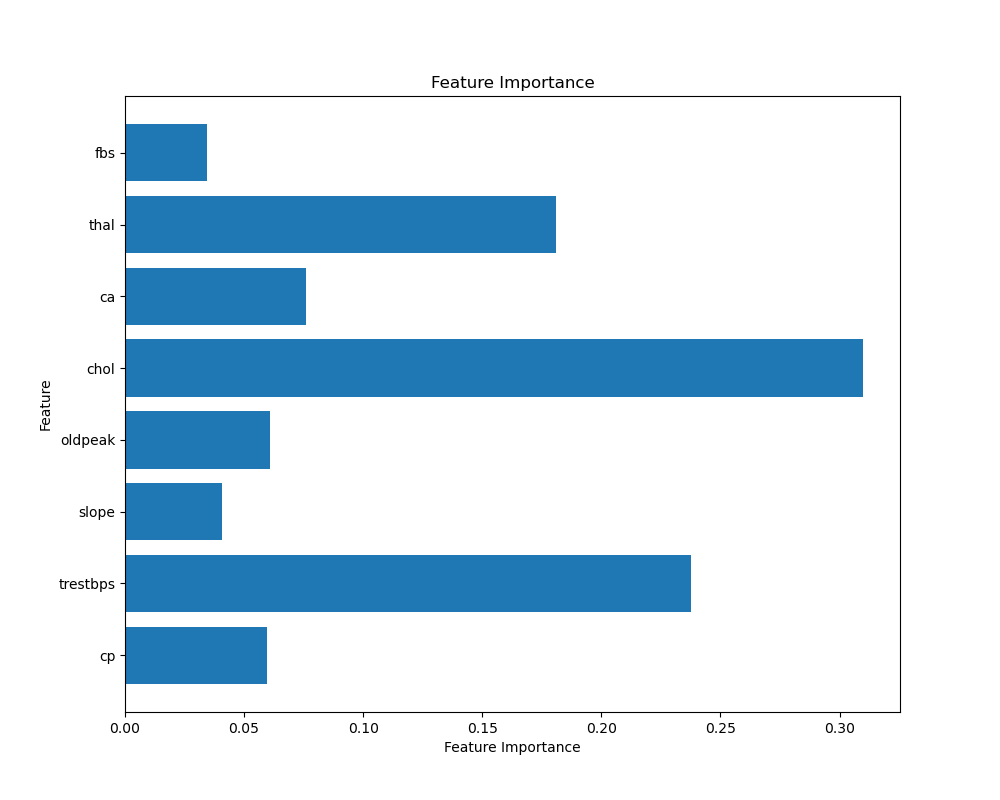 Feature Importance
fbs
thal
ca
chol
oldpeak
slope
trestbps
cp
Feature
0.00 0.05 0.10 0.15 0.20 0.25 0.30
Feature Importance